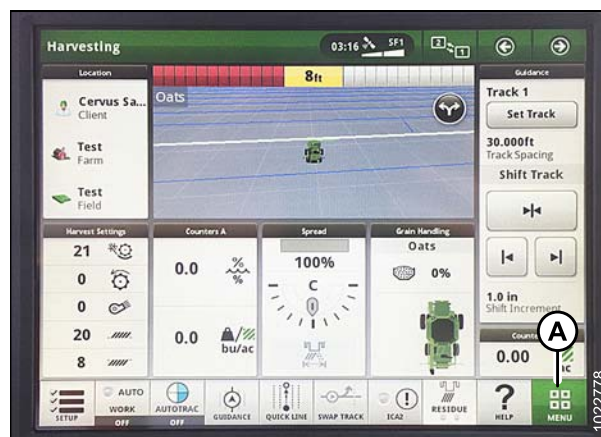 Harvesting
03:16
SF1
2
1
Location
Cervus Sa...
Client
Test
Farm
Test
Field
8ft
Oats
Guidance
Track 1
Set Track
30.000ft
Track Spacing
Shift Track
1.0 in
Shift Increment
Harvest Settings
21
0
0
20
8
Counters A
0.0
%
%
0.0
bu/ac
Spread
100%
C
Grain Handling
Oats
0%
0.00
ac
A
SETUP
AUTO
WORK
OFF
AUTOTRAC
OFF
GUIDANCE
QUICK LINE
SWAP TRACK
ICA2
RESIDUE
?
HELP
MENU
1022778